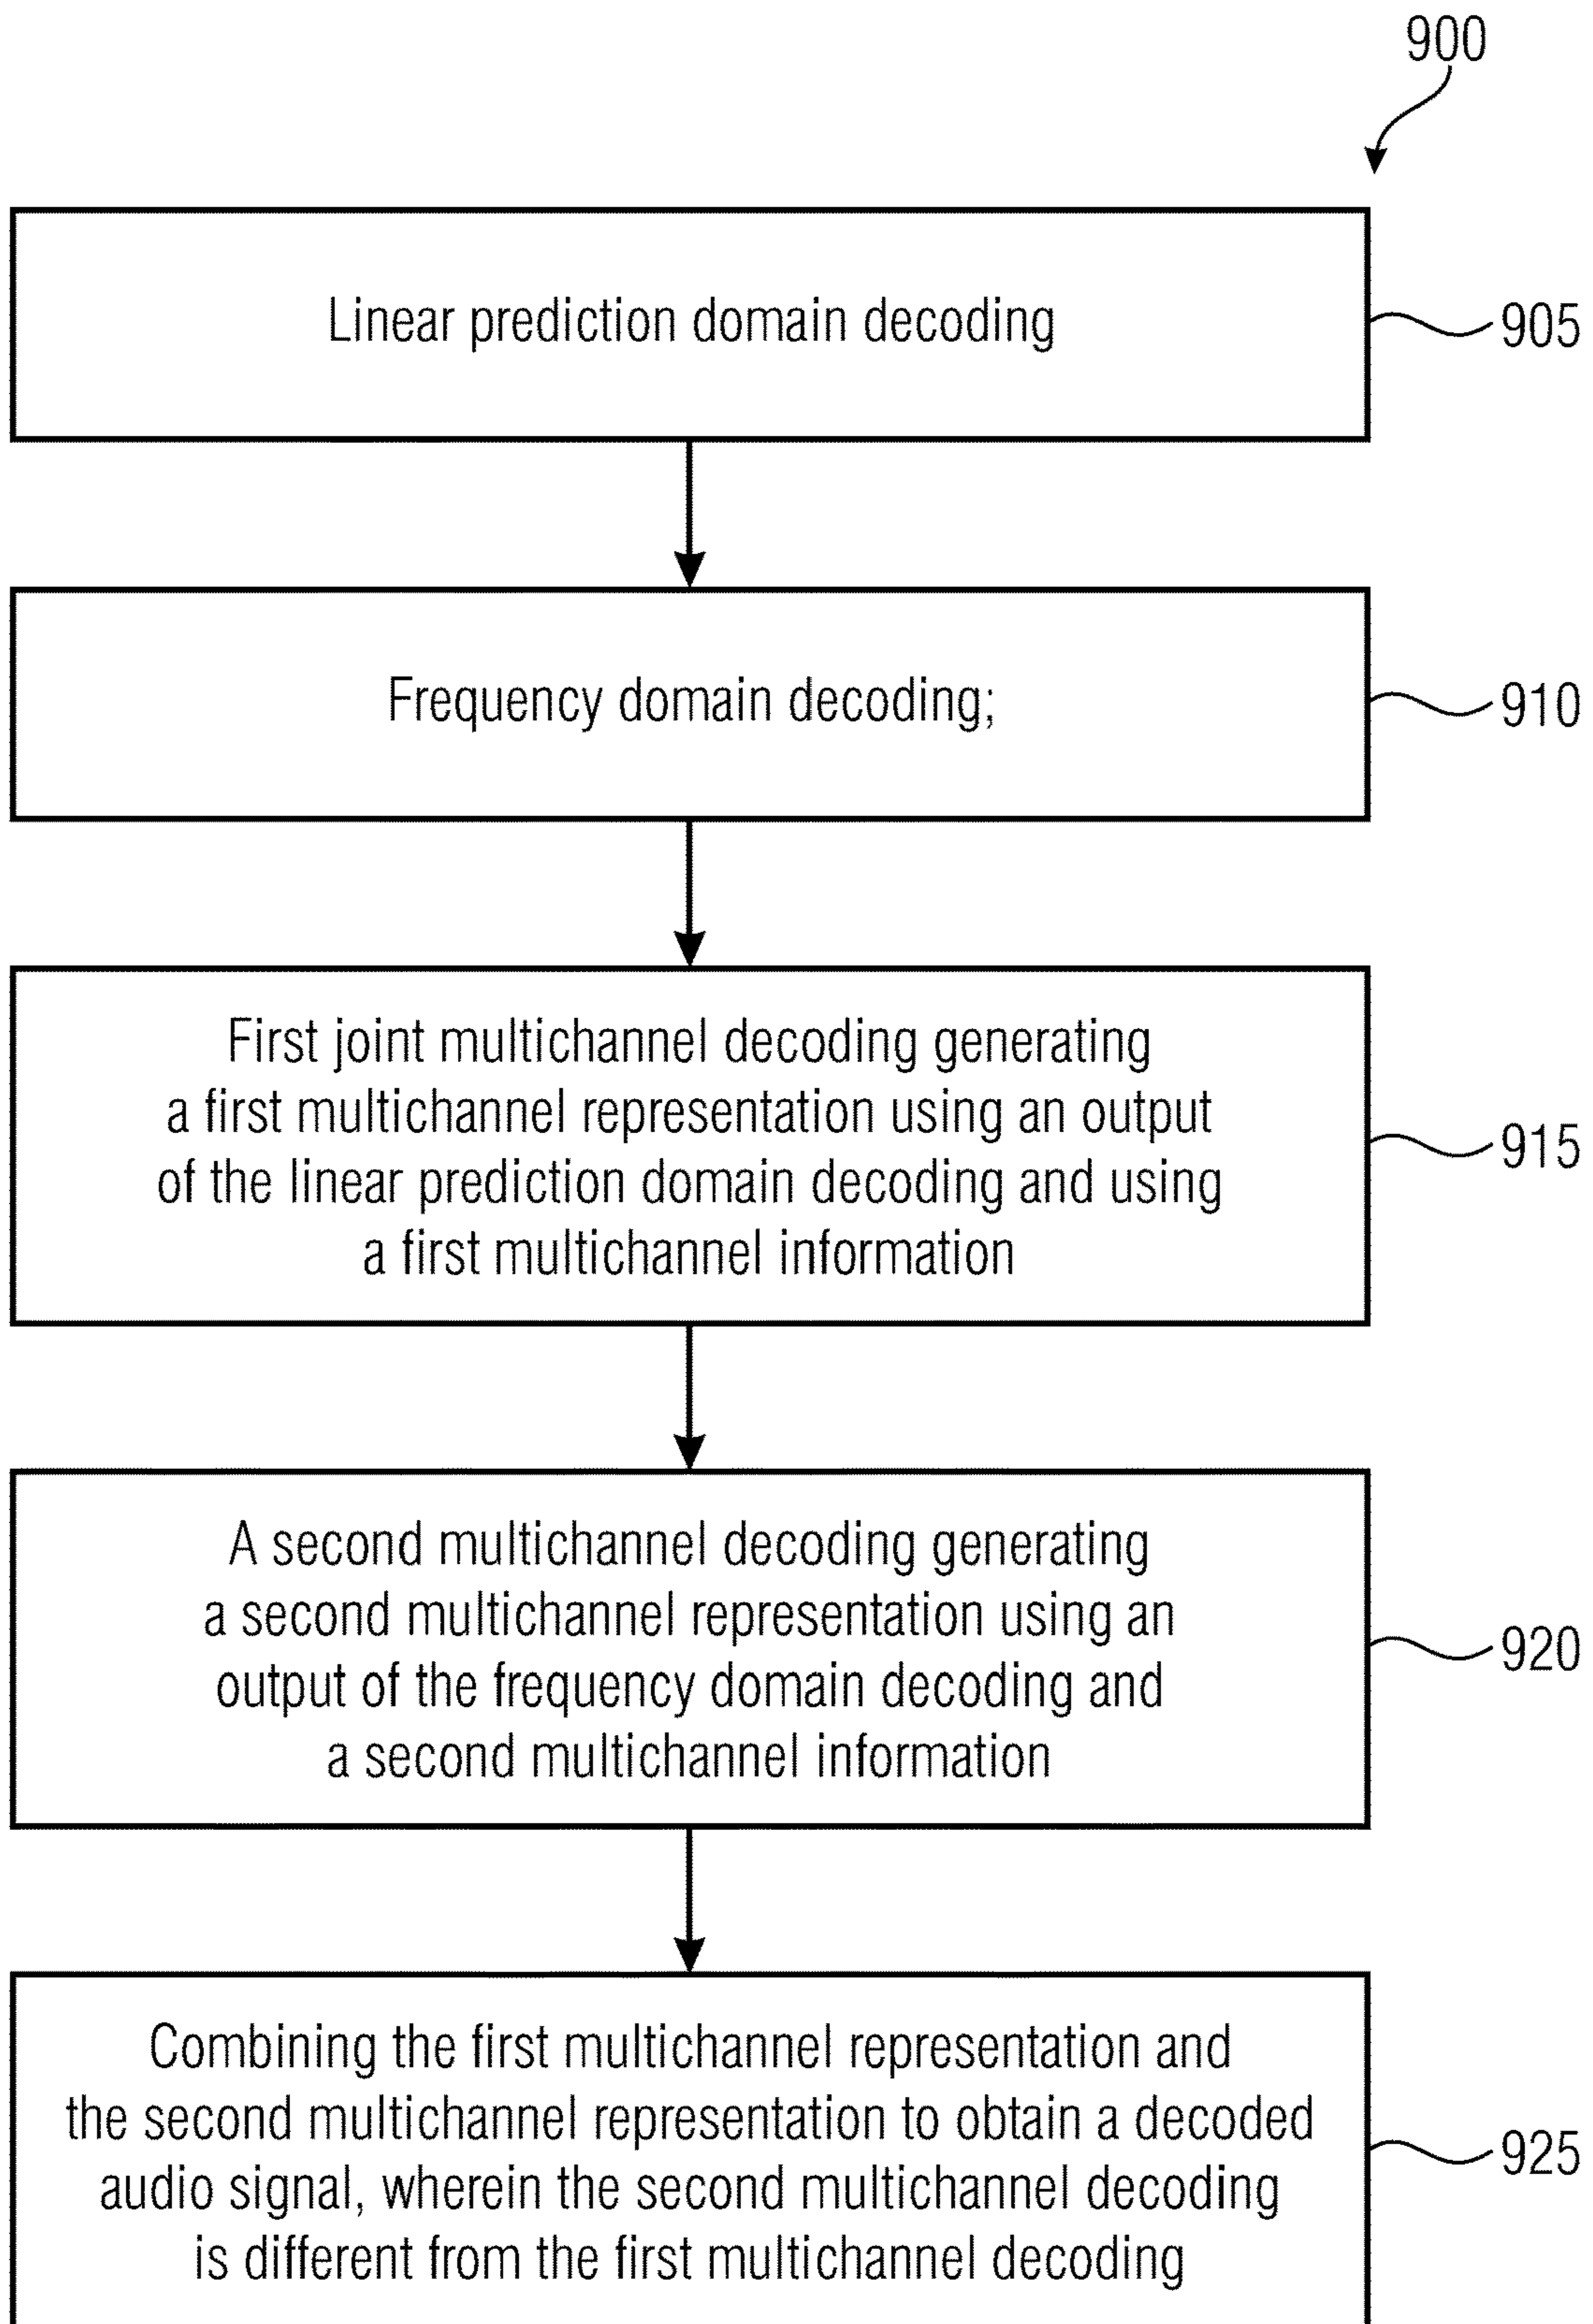 900
Linear prediction domain decoding
905
Frequency domain decoding;
910
First joint multichannel decoding generating
a first multichannel representation using an output
of the linear prediction domain decoding and using
a first multichannel information
915
A second multichannel decoding generating
a second multichannel representation using an
output of the frequency domain decoding and
a second multichannel information
920
Combining the first multichannel representation and
the second multichannel representation to obtain a decoded
audio signal, wherein the second multichannel decoding
is different from the first multichannel decoding
925